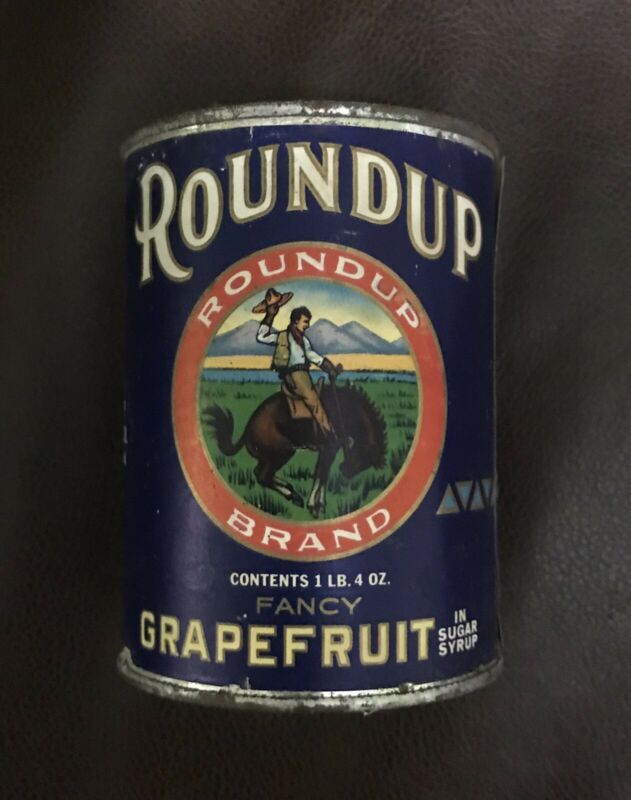 ROUNDUP
ROUNDUP
BRAND
CONTENTS 1 LB. 4 OZ.
FANCY
GRAPEFRUIT
IN
SUGAR
SYRUP